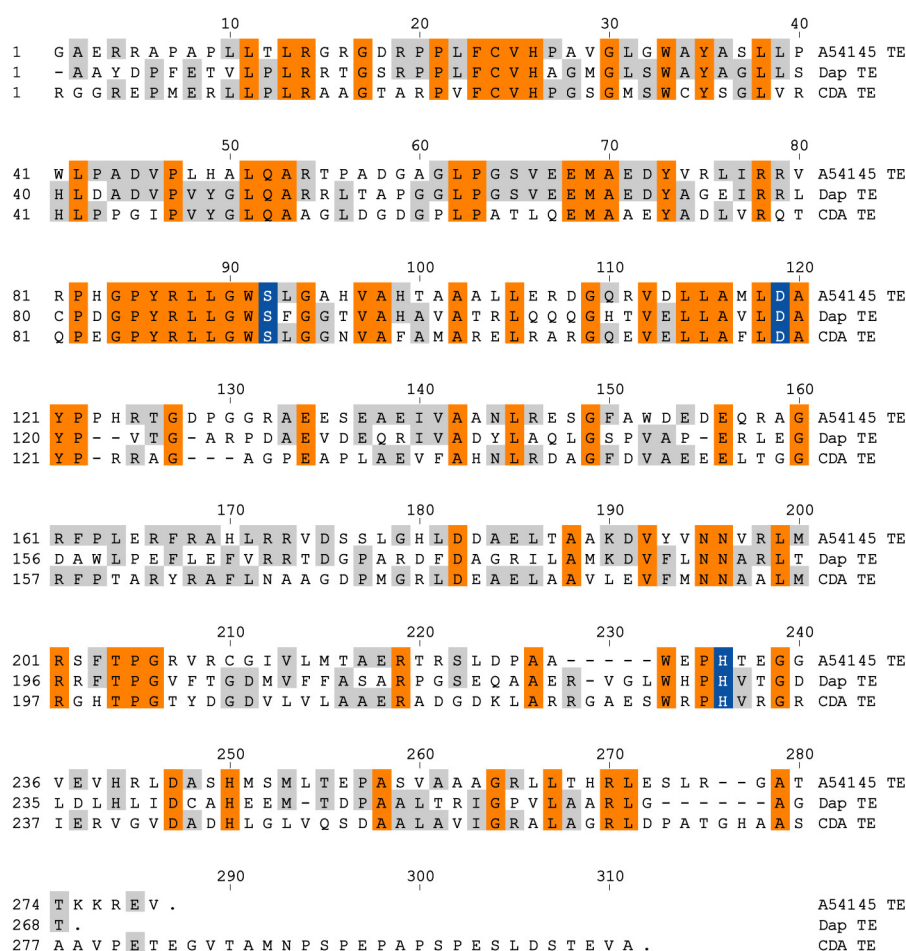 10 20 30 40
1 G A E R R A P A P L L T L R G R G D R P P L F C V H P A V G L G W A Y A S L L P A54145 TE
1 - A A Y D P F E T V L P L R R T G S R P P L F C V H A G M G L S W A Y A G L L S Dap TE
1 R G G R E P M E R L L P L R A A G T A R P V F C V H P G S G M S W C Y S G L V R CDA TE
50 60 70 80
41 W L P A D V P L H A L Q A R T P A D G A G L P G S V E E M A E D Y V R L I R R V A54145 TE
40 H L D A D V P V Y G L Q A R R L T A P G G L P G S V E E M A E D Y A G E I R R L Dap TE
41 H L P P G I P V Y G L Q A A G L D G D G P L P A T L Q E M A A E Y A D L V R Q T CDA TE
90 100 110 120
81 R P H G P Y R L L G W S L G A H V A H T A A A L L E R D G Q R V D L L A M L D A A54145 TE
80 C P D G P Y R L L G W S F G G T V A H A V A T R L Q Q Q G H T V E L L A V L D A Dap TE
81 Q P E G P Y R L L G W S L G G N V A F A M A R E L R A R G Q E V E L L A F L D A CDA TE
130 140 150 160
121 Y P P H R T G D P G G R A E E S E A E I V A A N L R E S G F A W D E D E Q R A G A54145 TE
120 Y P - - V T G - A R P D A E V D E Q R I V A D Y L A Q L G S P V A P - E R L E G Dap TE
121 Y P - R R A G - - - A G P E A P L A E V F A H N L R D A G F D V A E E E L T G G CDA TE
170 180 190 200
161 R F P L E R F R A H L R R V D S S L G H L D D A E L T A A K D V Y V N N V R L M A54145 TE
156 D A W L P E F L E F V R R T D G P A R D F D A G R I L A M K D V F L N N A R L T Dap TE
157 R F P T A R Y R A F L N A A G D P M G R L D E A E L A A V L E V F M N N A A L M CDA TE
210 220 230 240
201 R S F T P G R V R C G I V L M T A E R T R S L D P A A - - - - - W E P H T E G G A54145 TE
196 R R F T P G V F T G D M V F F A S A R P G S E Q A A E R - V G L W H P H V T G D Dap TE
197 R G H T P G T Y D G D V L V L A A E R A D G D K L A R R G A E S W R P H V R G R CDA TE
250 260 270 280
236 V E V H R L D A S H M S M L T E P A S V A A A G R L L T H R L E S L R - - G A T A54145 TE
235 L D L H L I D C A H E E M - T D P A A L T R I G P V L A A R L G - - - - - - A G Dap TE
237 I E R V G V D A D H L G L V Q S D A A L A V I G R A L A G R L D P A T G H A A S CDA TE
290 300 310
274 T K K R E V . A54145 TE
268 T . Dap TE
277 A A V P E T E G V T A M N P S P E P A P S P E S L D S T E V A . CDA TE